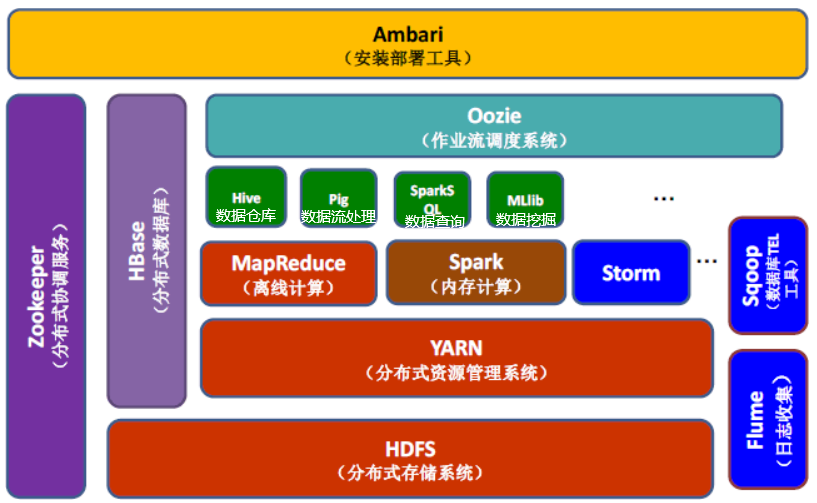 Ambari
（安装部署工具）
Zookeeper
（分布式协调服务）
HBase
（分布式数据库）
Oozie
（作业流调度系统）
Hive
数据仓库
Pig
数据流处理
SparkS
QL
数据查询
MLlib
数据挖掘
...
MapReduce
（离线计算）
Spark
（内存计算）
Storm
...
Sqoop
（数据库TEL
工具）
YARN
（分布式资源管理系统）
Flume
（日志收集）
HDFS
（分布式存储系统）